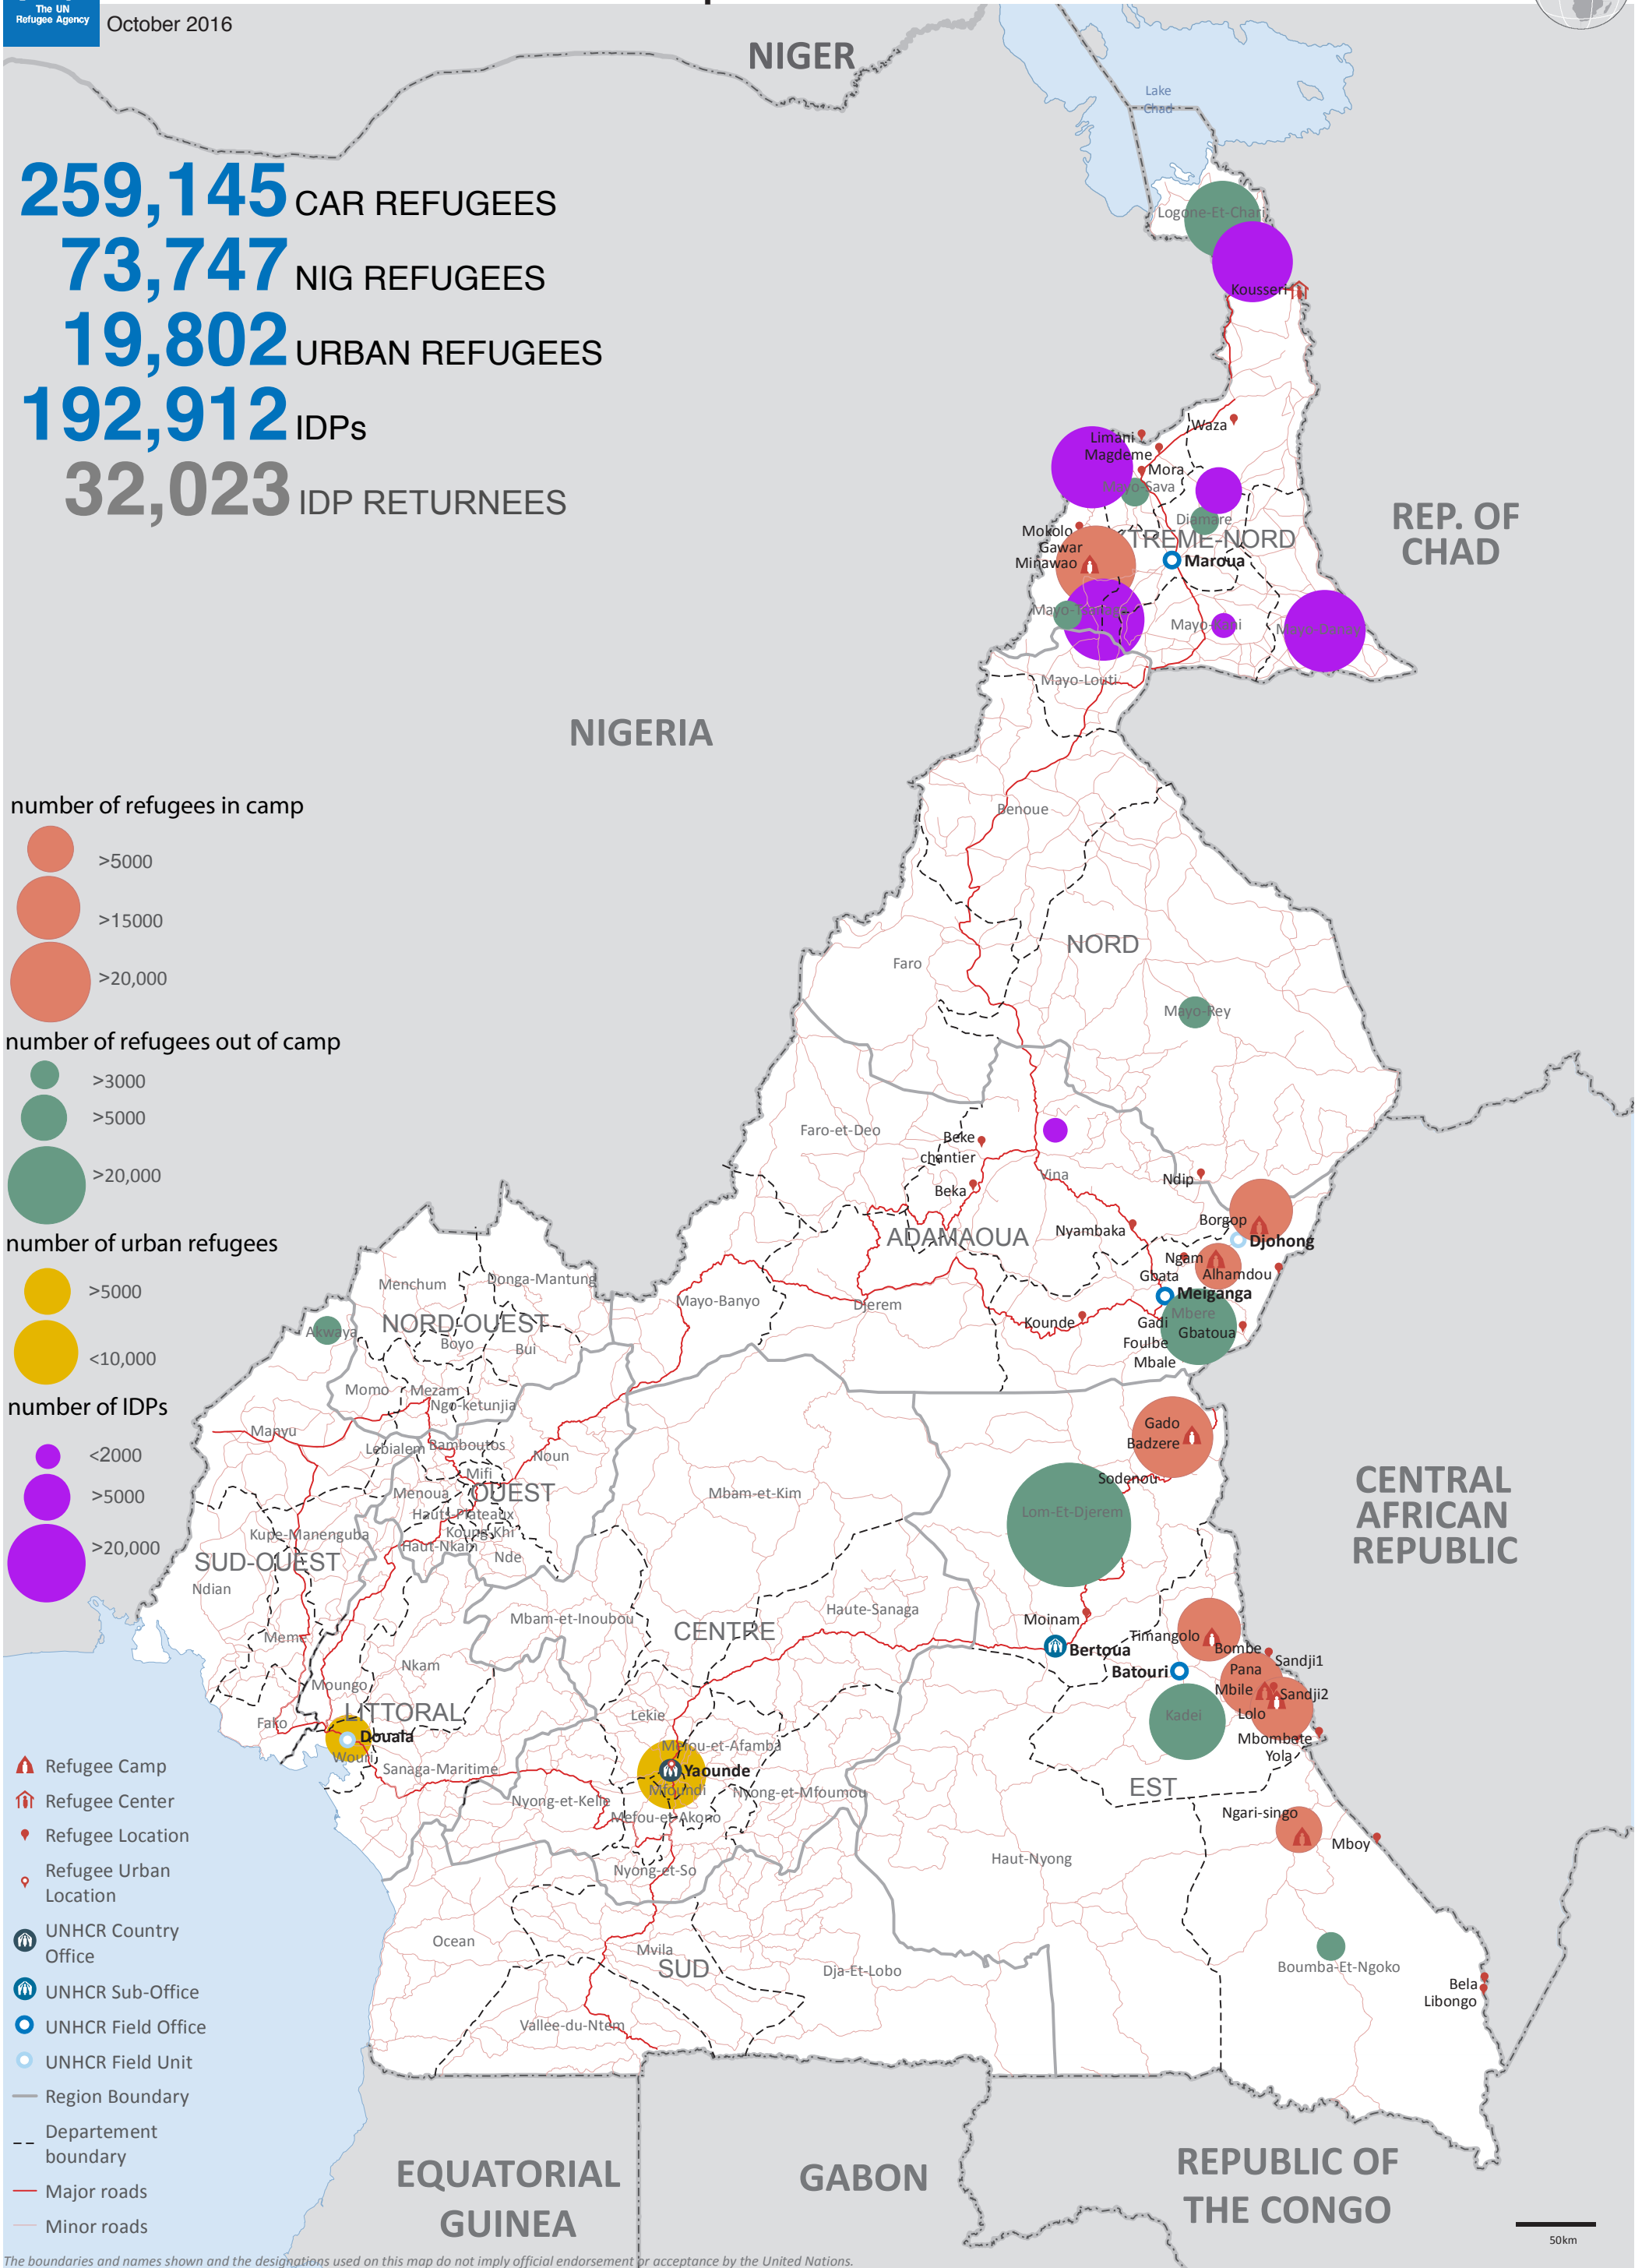 The UN
Refugee Agency
October 2016
NIGER
Lake
Chad
259,145 CAR REFUGEES
73,747 NIG REFUGEES
19,802 URBAN REFUGEES
192,912 IDPs
32,023 IDP RETURNEES
Logone-Et-Chari
Kousseri
Waza
Limani
Magdeme
Mora
Mayo-Sava
Diamare
Mokolo
Gawar
Minawao
TREME-NORD
Maroua
REP. OF
CHAD
Mayo-Kani
Mayo-Danay
Mayo-Louti
NIGERIA
number of refugees in camp
>5000
>15000
>20,000
number of refugees out of camp
>3000
>5000
>20,000
number of urban refugees
>5000
<10,000
number of IDPs
<2000
>5000
>20,000
Benoue
NORD
Faro
Mayo-Rey
Faro-et-Deo
Beke
chantier
Beka
Vina
Ndip
ADAMAOUA
Nyambaka
Borgop
Djohong
Ngam
Alhamdou
Gbata
Meiganga
Mbere
Kounde
Gadi
Gbatoua
Foulbe
Mbale
Mayo-Banyo
Djerem
Menchum
Donga-Mantung
NORD-OUEST
Akwaya
Boyo
Bui
Momo
Mezam
Ngo-ketunjia
Manyu
Lebialem
Bamboutos
Noun
Mifi
Menoua
OUEST
Hauts-Plateaux
Koung-Khi
Kupe-Manenguba
Haut-Nkam
Nde
SUD-OUEST
Ndian
Meme
Mbam-et-Kim
Gado
Badzere
Sodenou
Lom-Et-Djerem
CENTRAL
AFRICAN
REPUBLIC
Mbam-et-Inoubou
Haute-Sanaga
CENTRE
Moinam
Bertoua
Timangolo
Bombe
Sandji1
Batouri
Pana
Mbile
Sandji2
Lolo
Kadei
Mbombete
Yola
Nkam
Moungo
LITTORAL
Fako
Douala
Wouri
Lekie
Mefou-et-Afamba
Yaounde
Mfoundi
Sanaga-Maritime
Nyong-et-Kelle
Nyong-et-Mfoumou
Mefou-et-Akono
Nyong-et-So
EST
Ngari-singo
Mboy
Haut-Nyong
Boumba-Et-Ngoko
Bela
Libongo
Ocean
Mvila
SUD
Dja-Et-Lobo
Vallee-du-Ntem
Refugee Camp
Refugee Center
Refugee Location
Refugee Urban
Location
UNHCR Country
Office
UNHCR Sub-Office
UNHCR Field Office
UNHCR Field Unit
Region Boundary
Departement
boundary
Major roads
Minor roads
EQUATORIAL
GUINEA
GABON
REPUBLIC OF
THE CONGO
50km
The boundaries and names shown and the designations used on this map do not imply official endorsement or acceptance by the United Nations.